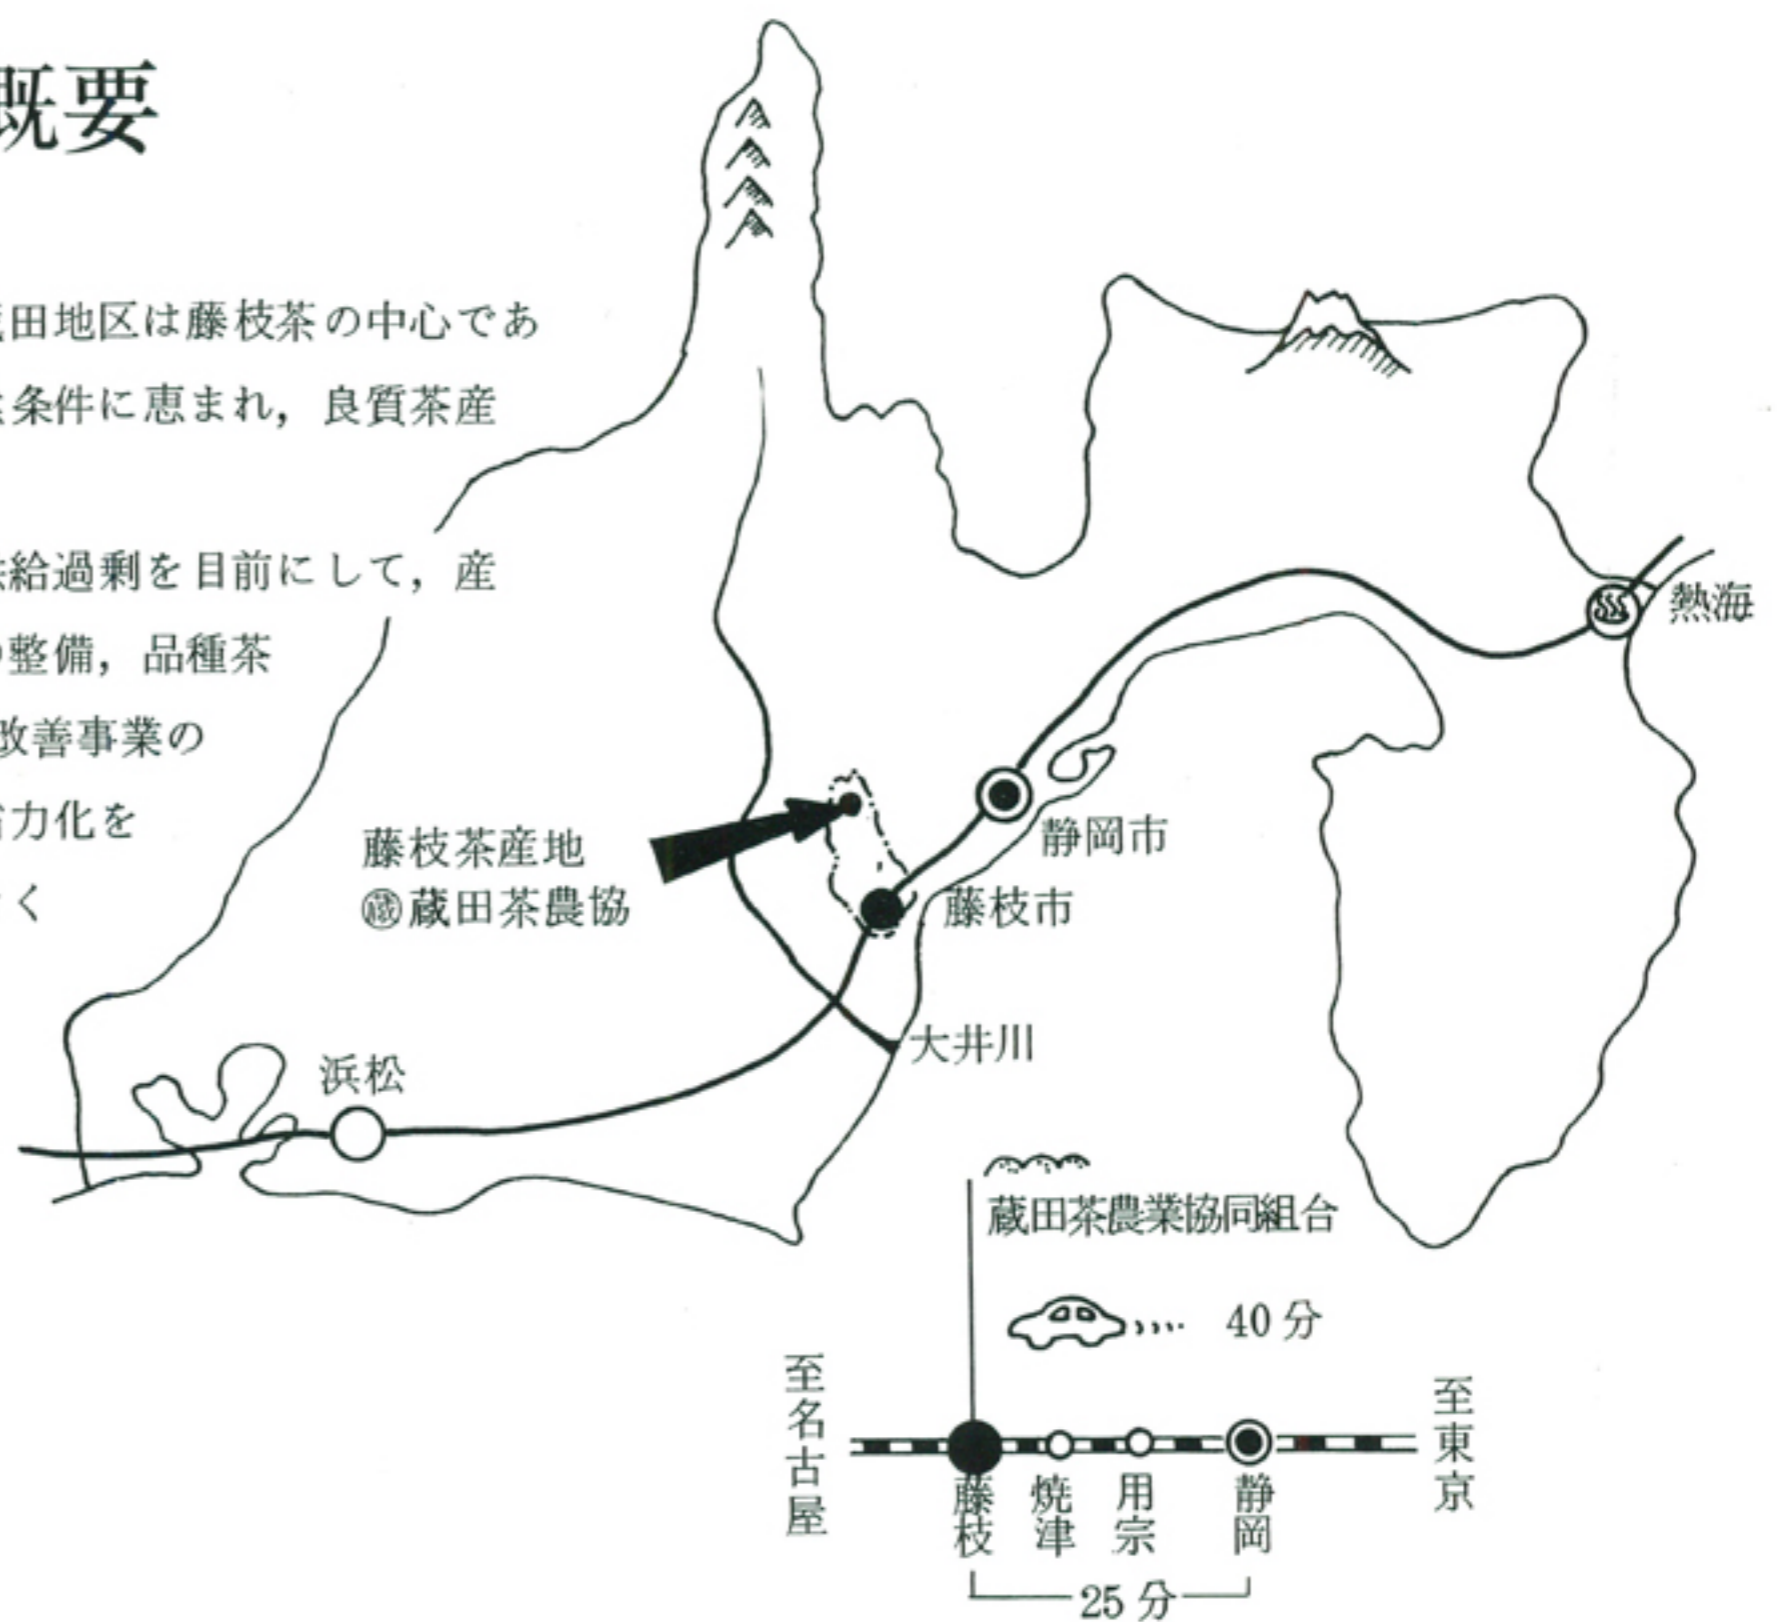 概要
蔵田地区は藤枝茶の中心であ
条件に恵まれ，良質茶産
給過剰を目前にして，産
整備，品種茶
改善事業の
力化を
く
熱海
静岡市
藤枝茶産地
㊞蔵田茶農協
藤枝市
大井川
浜松
蔵田茶農業協同組合
40分
至名古屋
至東京
藤枝
焼津
用宗
静岡
25分